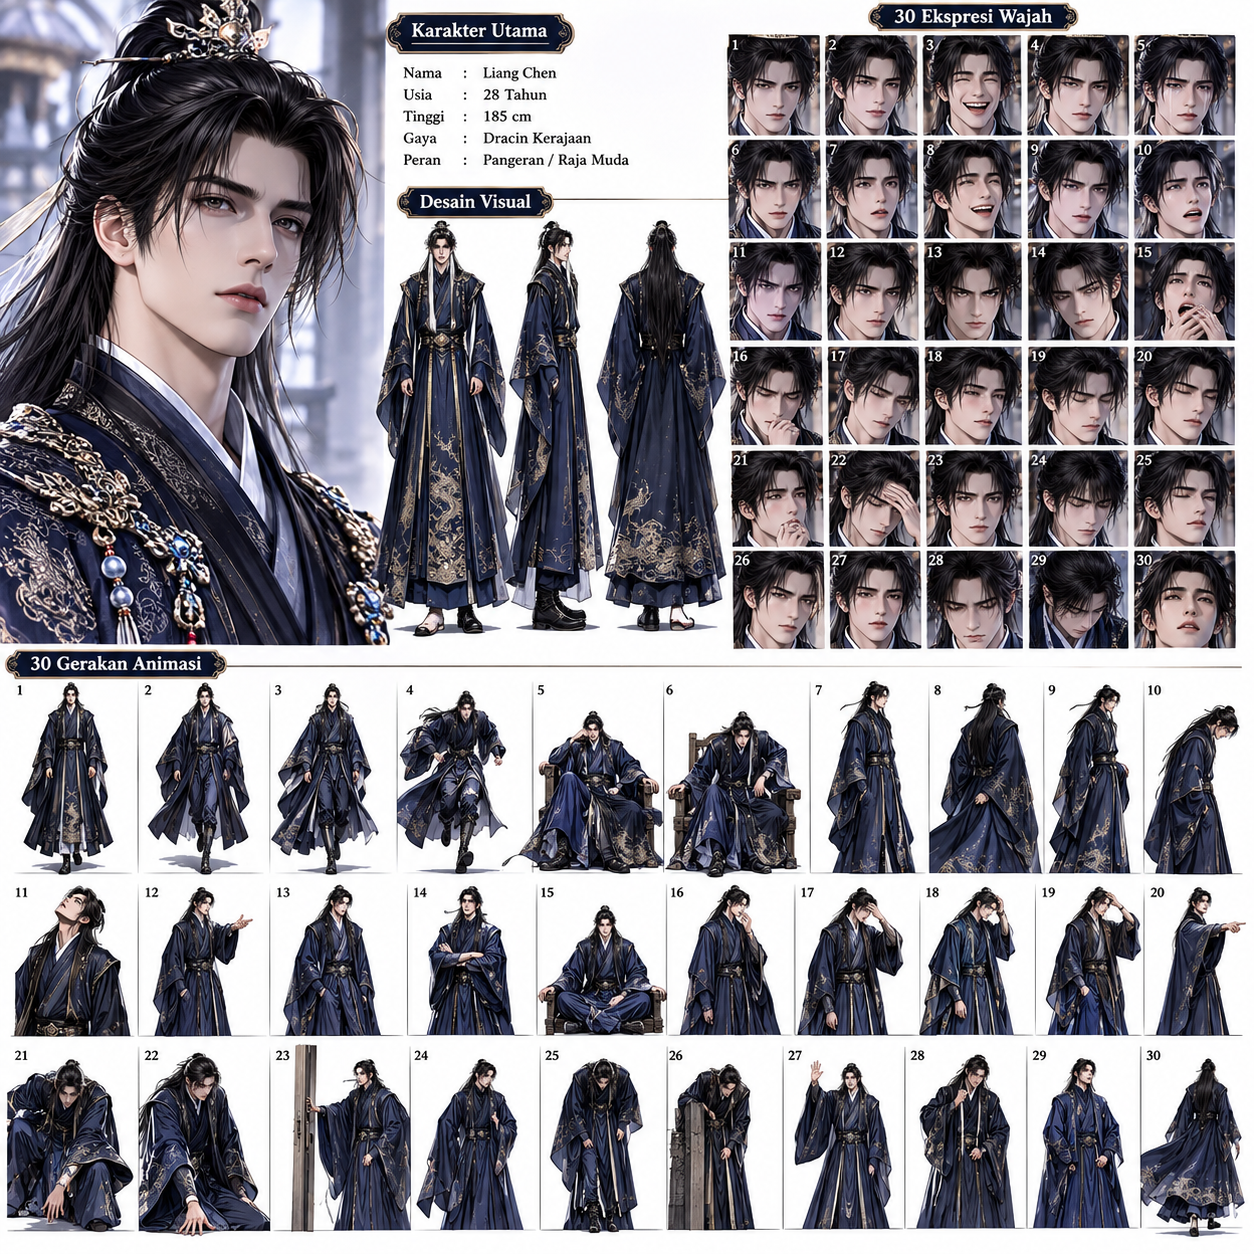 Karakter Utama
Nama : Liang Chen
Usia : 28 Tahun
Tinggi : 185 cm
Gaya : Dracin Kerajaan
Peran : Pangeran / Raja Muda
Desain Visual
30 Ekspresi Wajah
1 2 3 4 5
6 7 8 9 10
11 12 13 14 15
16 17 18 19 20
21 22 23 24 25
26 27 28 29 30
30 Gerakan Animasi
1 2 3 4 5 6 7 8 9 10
11 12 13 14 15 16 17 18 19 20
21 22 23 24 25 26 27 28 29 30